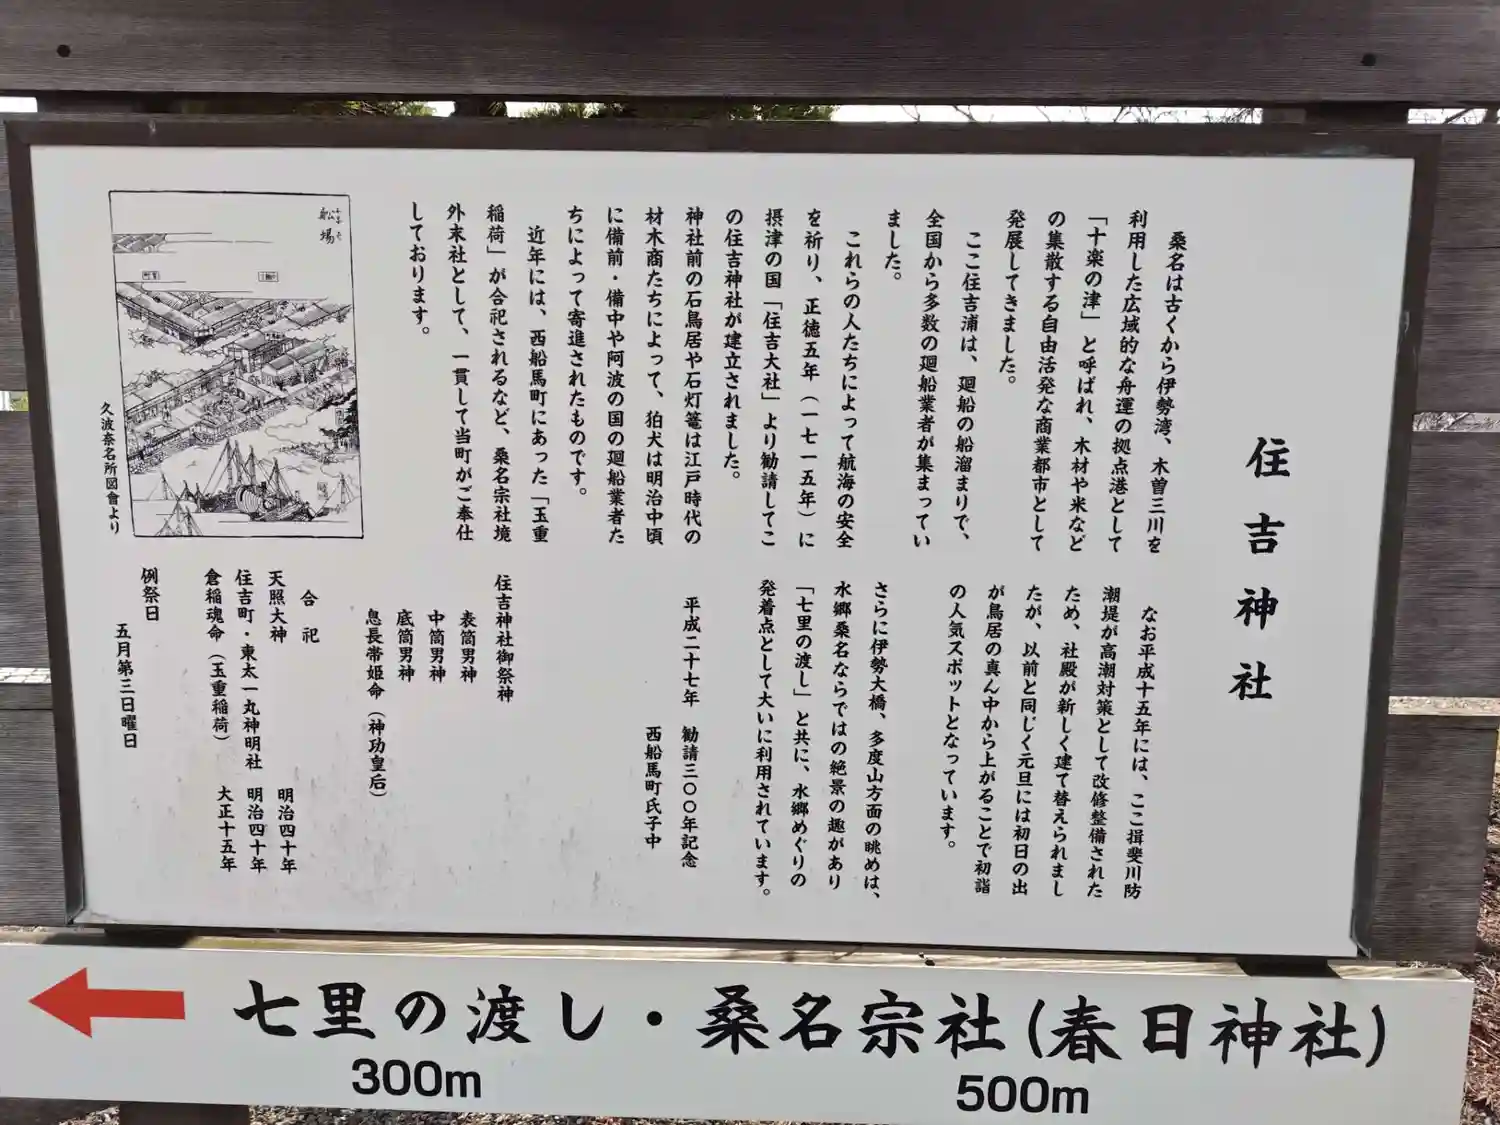 住吉神社
桑名は古くから伊勢湾、木曽三川を
利用した広域的な舟運の拠点港として
「十楽の津」と呼ばれ、木材や米など
の集散する自由活発な商業都市として
発展してきました。
ここ住吉浦は、廻船の船溜まりで、
全国から多数の廻船業者が集まってい
ました。
これらの人たちによって航海の安全
を祈り、正徳五年（一七一五年）に
摂津の国「住吉大社」より勧請してこ
の住吉神社が建立されました。
神社前の石鳥居や石灯篭は江戸時代の
材木商たちによって、狛犬は明治中頃
に備前・備中や阿波の国の廻船業者た
ちによって寄進されたものです。
近年には、西船馬町にあった「玉重
稲荷」が合祀されるなど、桑名宗社境
外末社として、一貫して当町がご奉仕
しております。
船場
久波奈名所図會より
なお平成十五年には、ここ揖斐川防
潮堤が高潮対策として改修整備された
ため、社殿が新しく建て替えられまし
たが、以前と同じく元旦には初日の出
が鳥居の真ん中から上がることで初詣
の人気スポットとなっています。
さらに伊勢大橋、多度山方面の眺めは、
水郷桑名ならではの絶景の趣があり
「七里の渡し」と共に、水郷めぐりの
発着点として大いに利用されています。
平成二十七年　勧請三〇〇年記念
西船馬町氏子中
住吉神社御祭神
表筒男神
中筒男神
底筒男神
息長帯姫命（神功皇后）
合祀
天照大神　明治四十年
住吉町・東太一丸神明社　明治四十年
倉稲魂命（玉重稲荷）　大正十五年
例祭日
五月第三日曜日
七里の渡し・桑名宗社(春日神社)
300m 500m